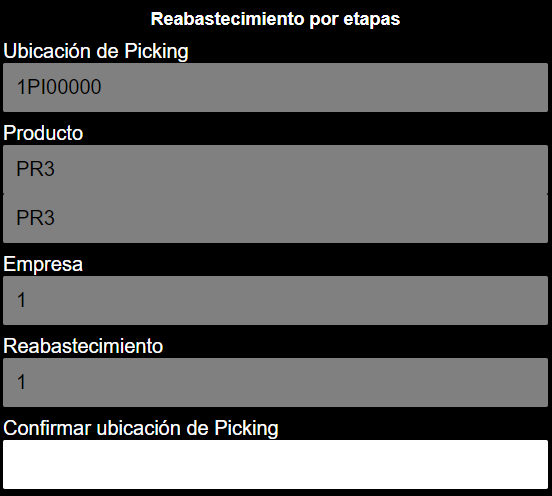 Reabastecimiento por etapas
Ubicación de Picking
1PI00000
Producto
PR3
PR3
Empresa
1
Reabastecimiento
1
Confirmar ubicación de Picking